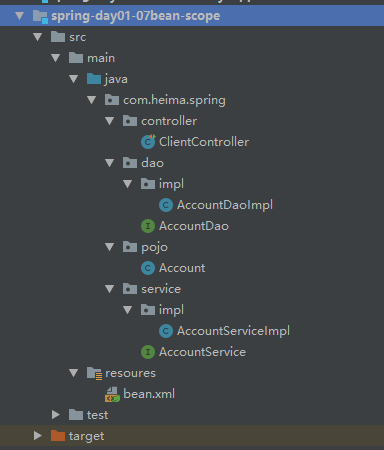 spring-day01-07bean-scope
src
main
java
com.heima.spring
controller
ClientController
dao
impl
AccountDaoImpl
AccountDao
pojo
Account
service
impl
AccountServiceImpl
AccountService
resoures
bean.xml
test
target